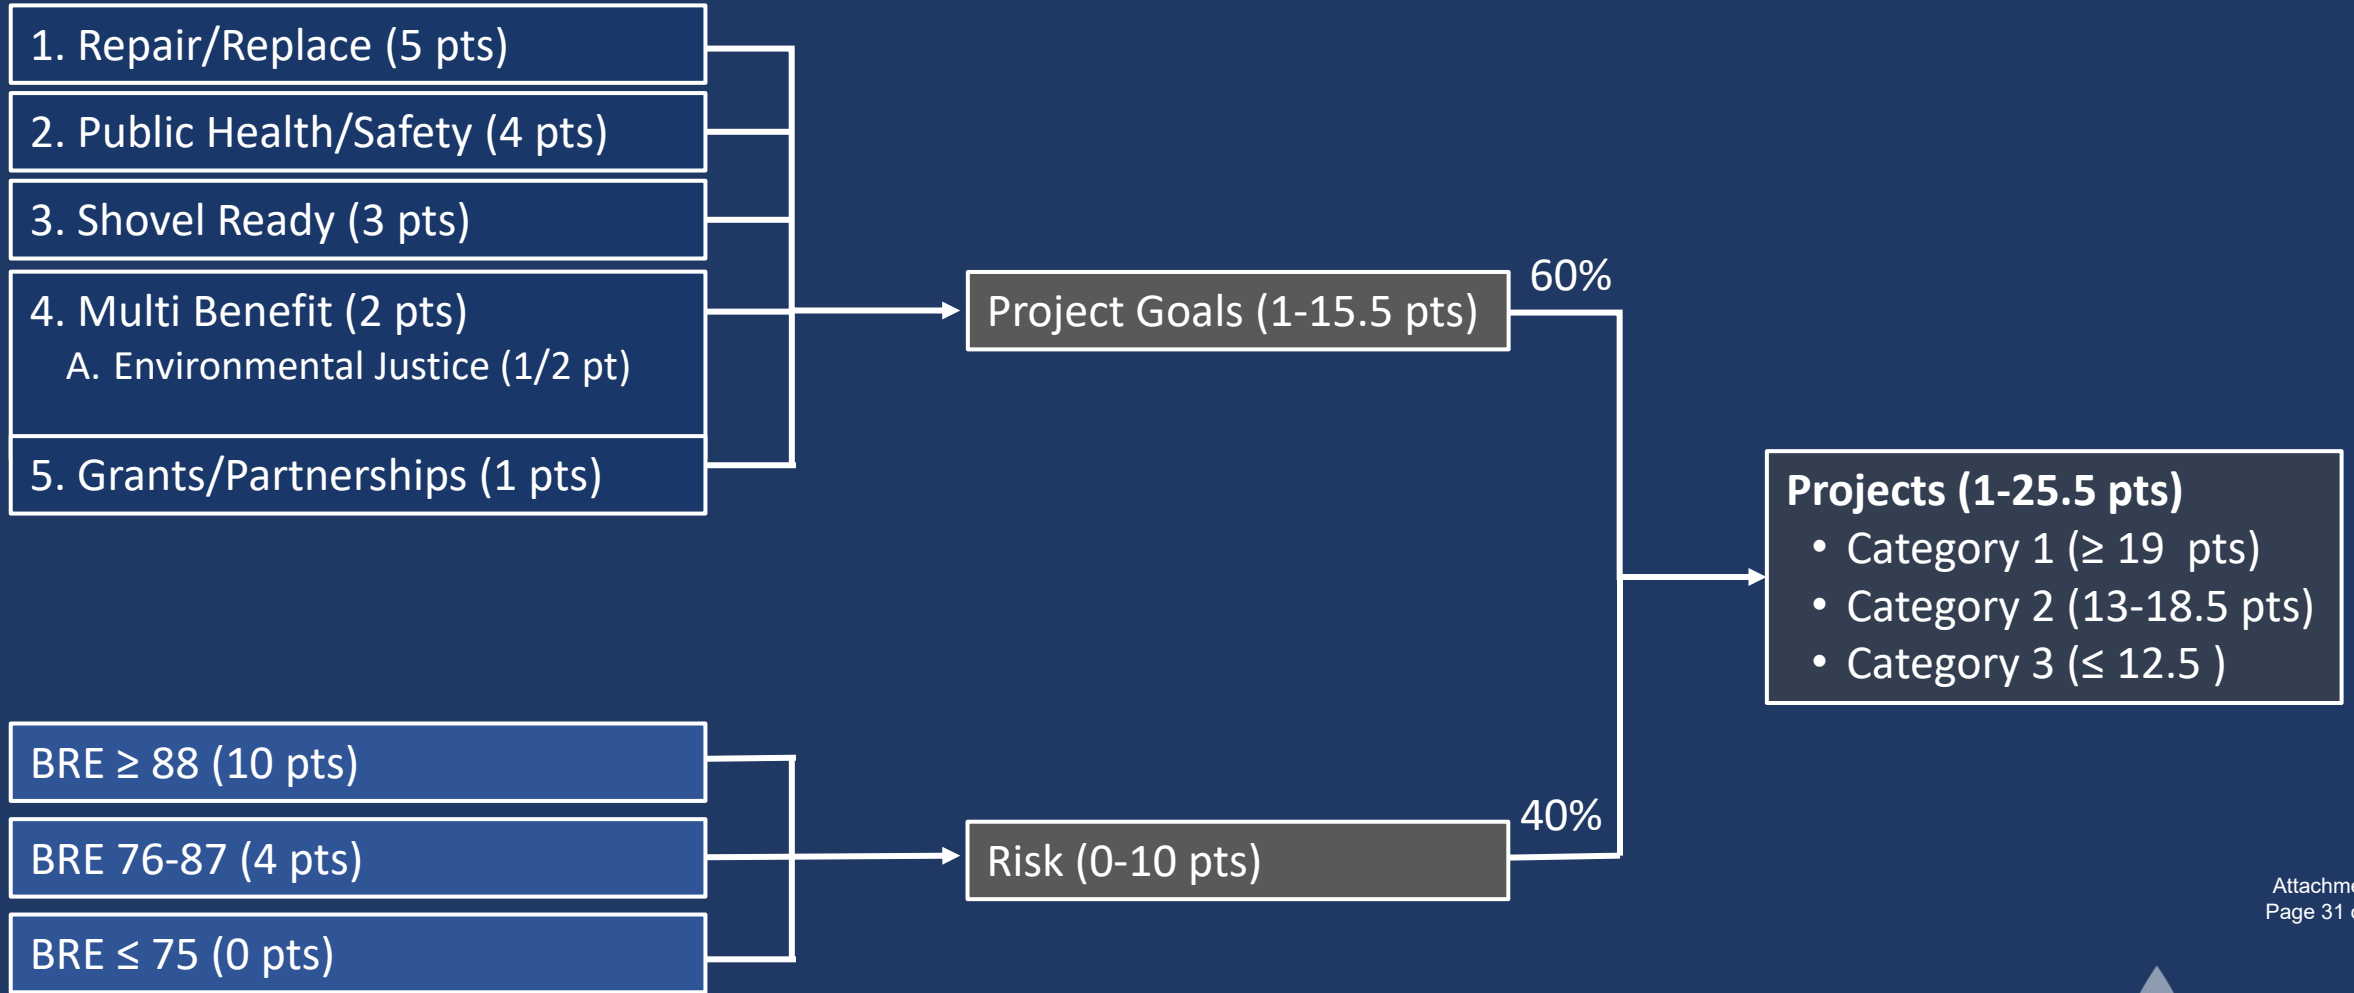 1. Repair/Replace (5 pts)
2. Public Health/Safety (4 pts)
3. Shovel Ready (3 pts)
4. Multi Benefit (2 pts)
A. Environmental Justice (1/2 pt)
5. Grants/Partnerships (1 pts)
Project Goals (1-15.5 pts)
60%
BRE ≥ 88 (10 pts)
BRE 76-87 (4 pts)
BRE ≤ 75 (0 pts)
Risk (0-10 pts)
40%
Projects (1-25.5 pts)
• Category 1 (≥ 19  pts)
• Category 2 (13-18.5 pts)
• Category 3 (≤ 12.5 )
Page 31